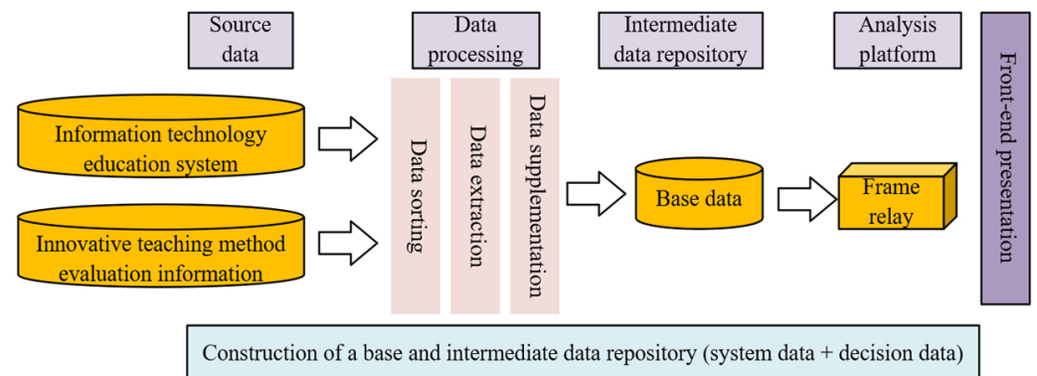 Source
data
Data
processing
Intermediate
data repository
Analysis
platform
Front-end presentation
Information technology
education system
Innovative teaching method
evaluation information
Data sorting
Data extraction
Data supplementation
Base data
Frame
relay
Construction of a base and intermediate data repository (system data + decision data)